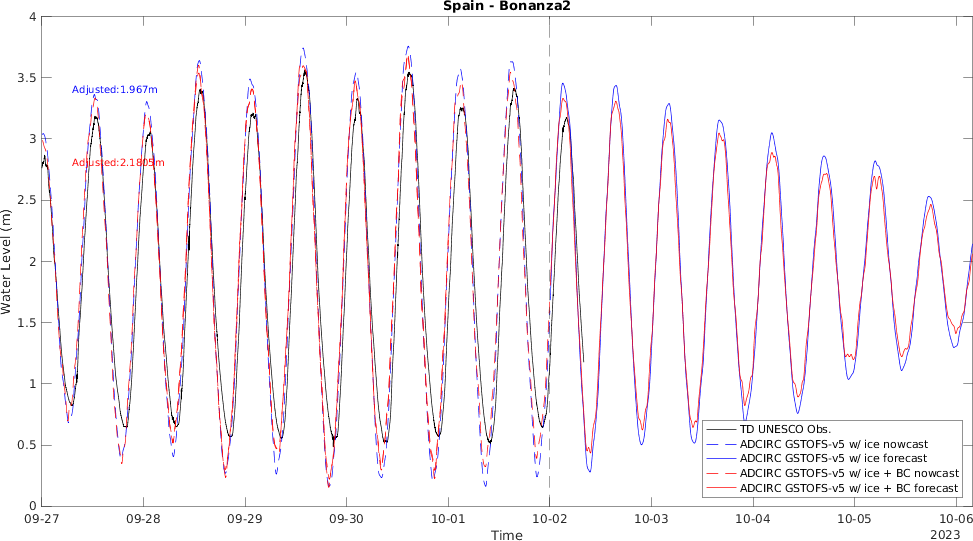 Spain - Bonanza2
4
3.5
3
2.5
2
1.5
1
0.5
0
Water Level (m)
Adjusted:1.967m
Adjusted:2.1805m
TD UNESCO Obs.
ADCIRC GSTOFS-v5 w/ ice nowcast
ADCIRC GSTOFS-v5 w/ ice forecast
ADCIRC GSTOFS-v5 w/ ice + BC nowcast
ADCIRC GSTOFS-v5 w/ ice + BC forecast
09-27 09-28 09-29 09-30 10-01 10-02 10-03 10-04 10-05 10-06
2023
Time